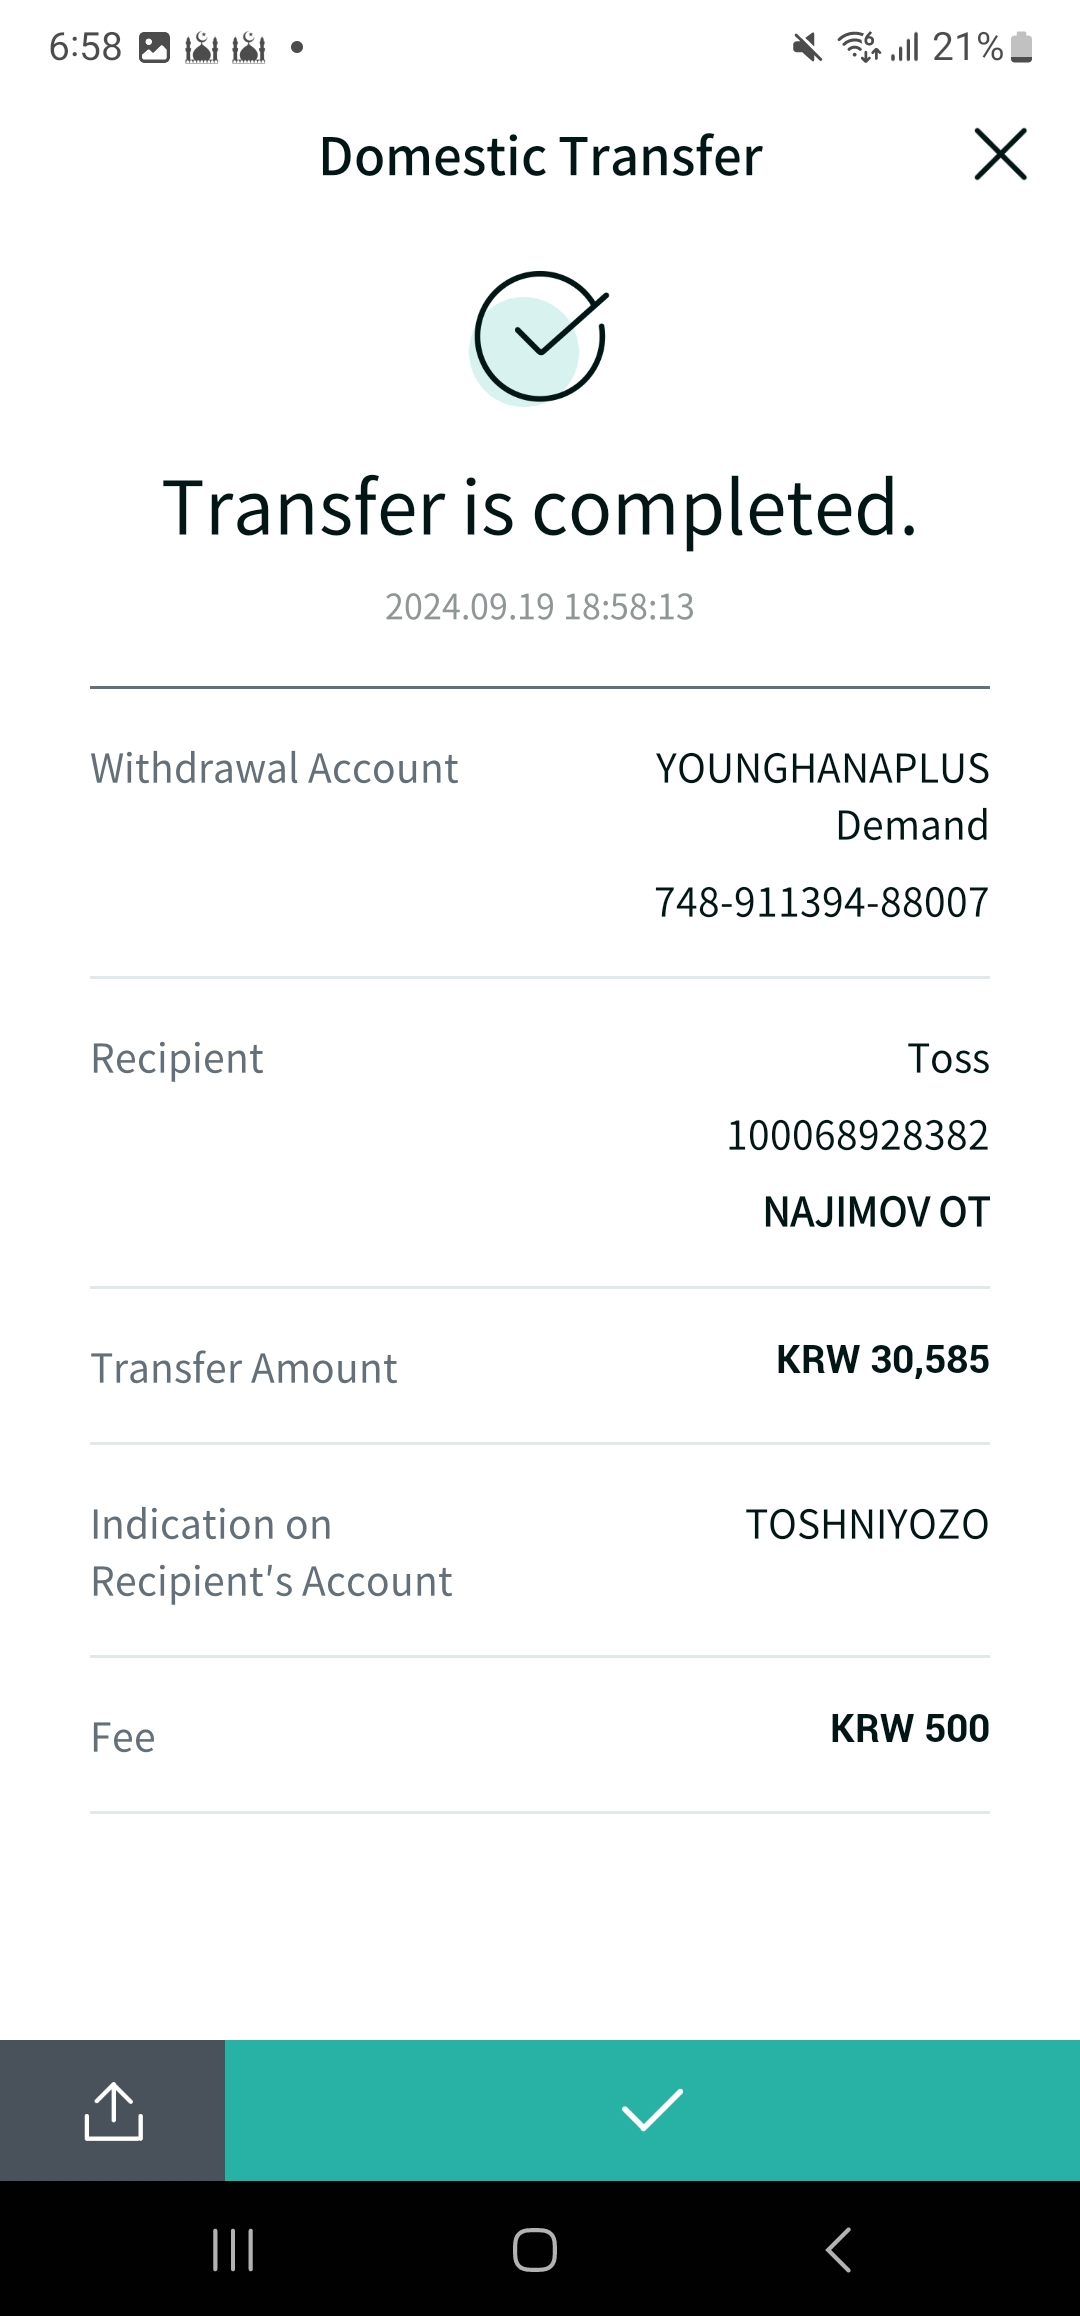 6:58
21%
Domestic Transfer
Transfer is completed.
2024.09.19 18:58:13
Withdrawal Account
YOUNGHANAPLUS
Demand
748-911394-88007
Recipient
Toss
100068928382
NAJIMOV OT
Transfer Amount
KRW 30,585
Indication on
Recipient's Account
TOSHNIYOZO
Fee
KRW 500